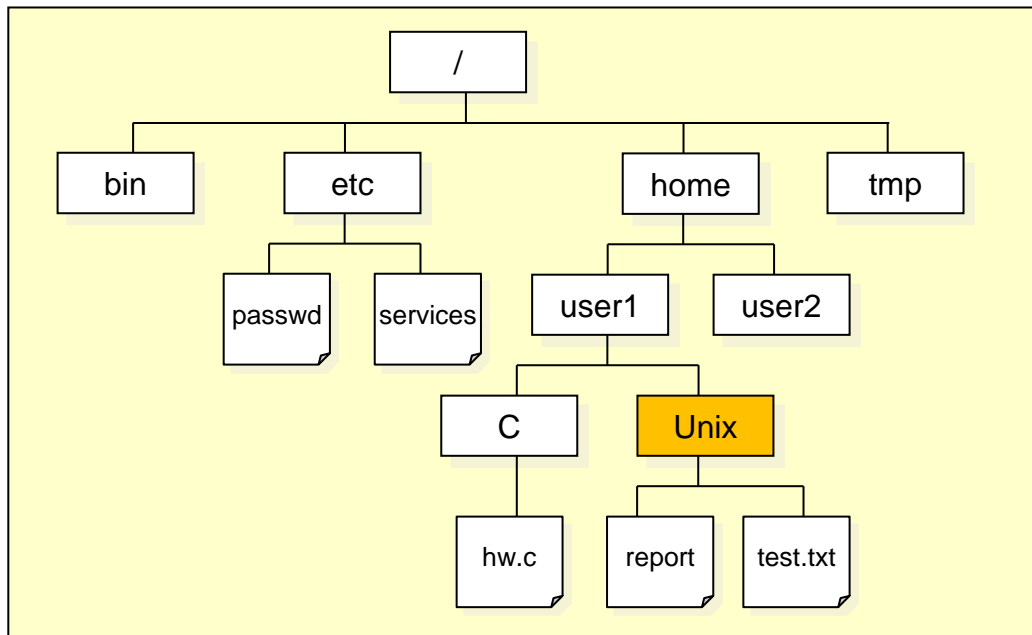 /
bin
etc
home
tmp
passwd
services
user1
user2
C
Unix
hw.c
report
test.txt